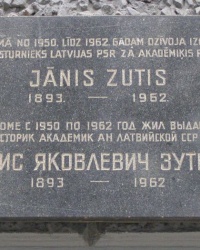 NO 1950. LĪDZ 1962. GADAM DZĪVOJA
VĒSTURNIEKS LATVIJAS PSR ZA AKADĒMIĶIS
JĀNIS ZUTIS
1893. — 1962.
С 1950 ПО 1962 ГОД ЖИЛ
АКАДЕМИК АН ЛАТВИЙСКОЙ ССР
ЯКОВЛЕВИЧ
1893 — 1962